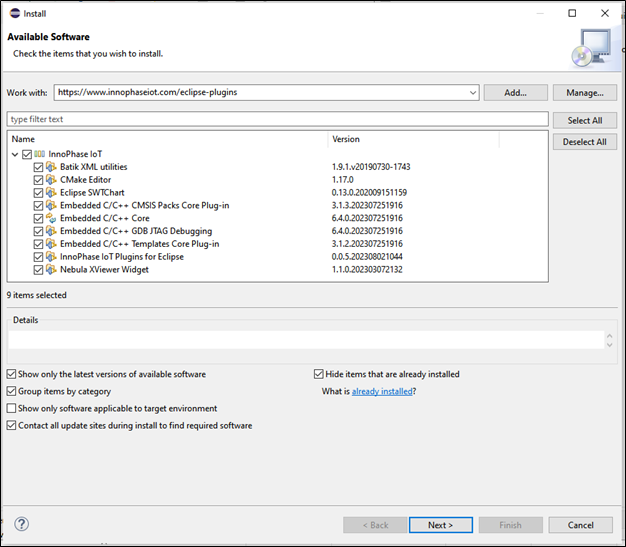 Install
Available Software
Check the items that you wish to install.
Work with: https://www.innophaseiot.com/eclipse-plugins Add... Manage...
type filter text Select All
Name Version Deselect All
InnoPhase IoT
Batik XML utilities 1.9.1.v20190730-1743
CMake Editor 1.17.0
Eclipse SWTChart 0.13.0.202009151159
Embedded C/C++ CMSIS Packs Core Plug-in 3.1.3.202307251916
Embedded C/C++ Core 6.4.0.202307251916
Embedded C/C++ GDB JTAG Debugging 6.4.0.202307251916
Embedded C/C++ Templates Core Plug-in 3.1.2.202307251916
InnoPhase IoT Plugins for Eclipse 0.0.5.202308021044
Nebula XViewer Widget 1.1.0.202303072132
9 items selected
Details
Show only the latest versions of available software Hide items that are already installed
Group items by category What is already installed?
Show only software applicable to target environment
Contact all update sites during install to find required software
? < Back Next > Finish Cancel